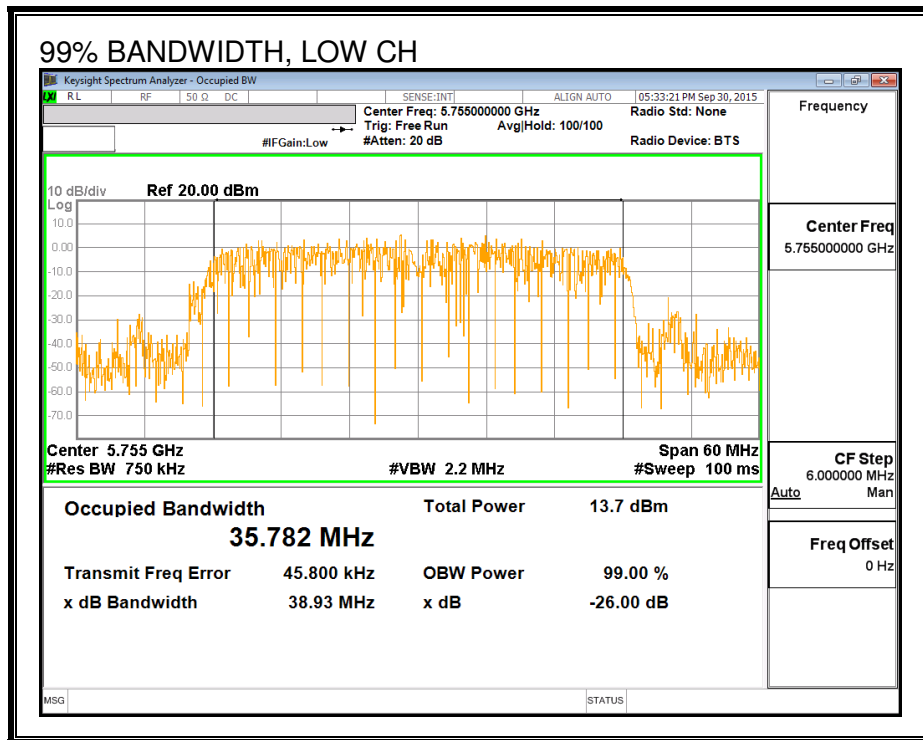 99% BANDWIDTH, LOW CH
Keysight Spectrum Analyzer - Occupied BW
LXI RL RF 50 Ω DC SENSE:INT ALIGN AUTO 05:33:21 PM Sep 30, 2015
Center Freq: 5.755000000 GHz Radio Std: None
Trig: Free Run Avg|Hold: 100/100
#IFGain:Low #Atten: 20 dB Radio Device: BTS
10 dB/div Ref 20.00 dBm
Log
10.0
0.00
-10.0
-20.0
-30.0
-40.0
-50.0
-60.0
-70.0
Center 5.755 GHz Span 60 MHz
#Res BW 750 kHz #VBW 2.2 MHz #Sweep 100 ms
Occupied Bandwidth Total Power 13.7 dBm
35.782 MHz
Transmit Freq Error 45.800 kHz OBW Power 99.00 %
x dB Bandwidth 38.93 MHz x dB -26.00 dB
MSG STATUS
Frequency
Center Freq
5.755000000 GHz
CF Step
6.000000 MHz
Auto Man
Freq Offset
0 Hz